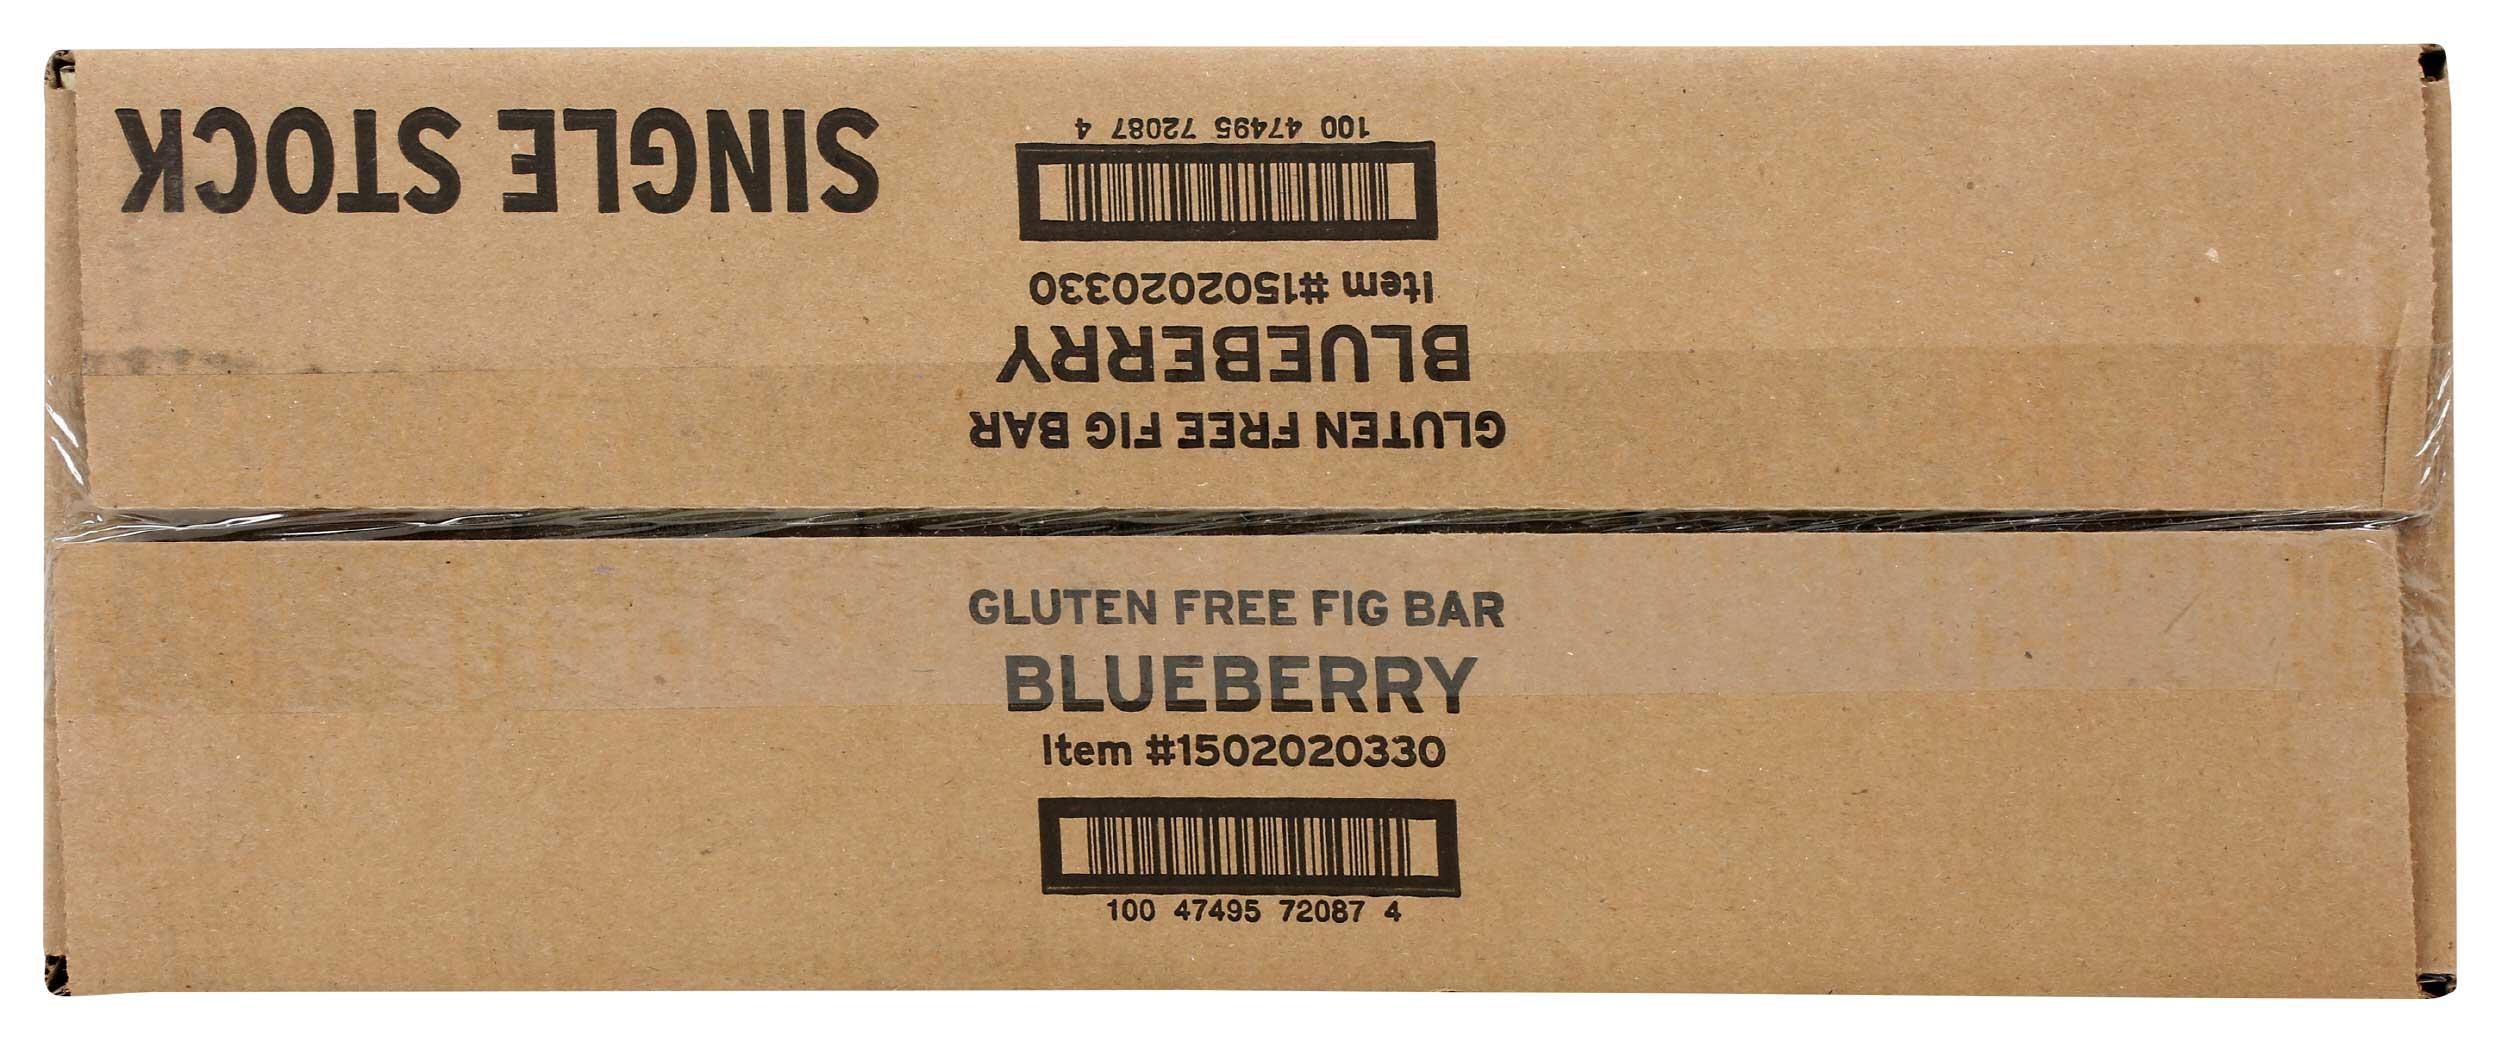 SINGLE STOCK
100 47495 72087 4
Item #1502020330
BLUEBERRY
GLUTEN FREE FIG BAR
GLUTEN FREE FIG BAR
BLUEBERRY
Item #1502020330
100 47495 72087 4